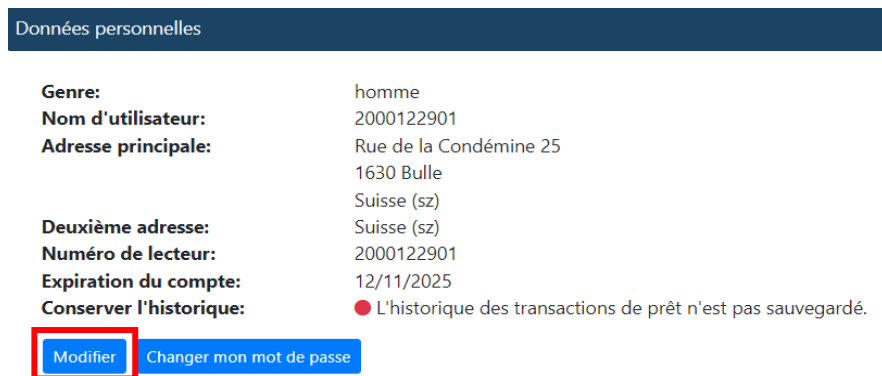 Données personnelles
Genre: homme
Nom d'utilisateur: 2000122901
Adresse principale: Rue de la Condémine 25
1630 Bulle
Suisse (sz)
Deuxième adresse: Suisse (sz)
Numéro de lecteur: 2000122901
Expiration du compte: 12/11/2025
Conserver l'historique: L'historique des transactions de prêt n'est pas sauvegardé.
Modifier Changer mon mot de passe